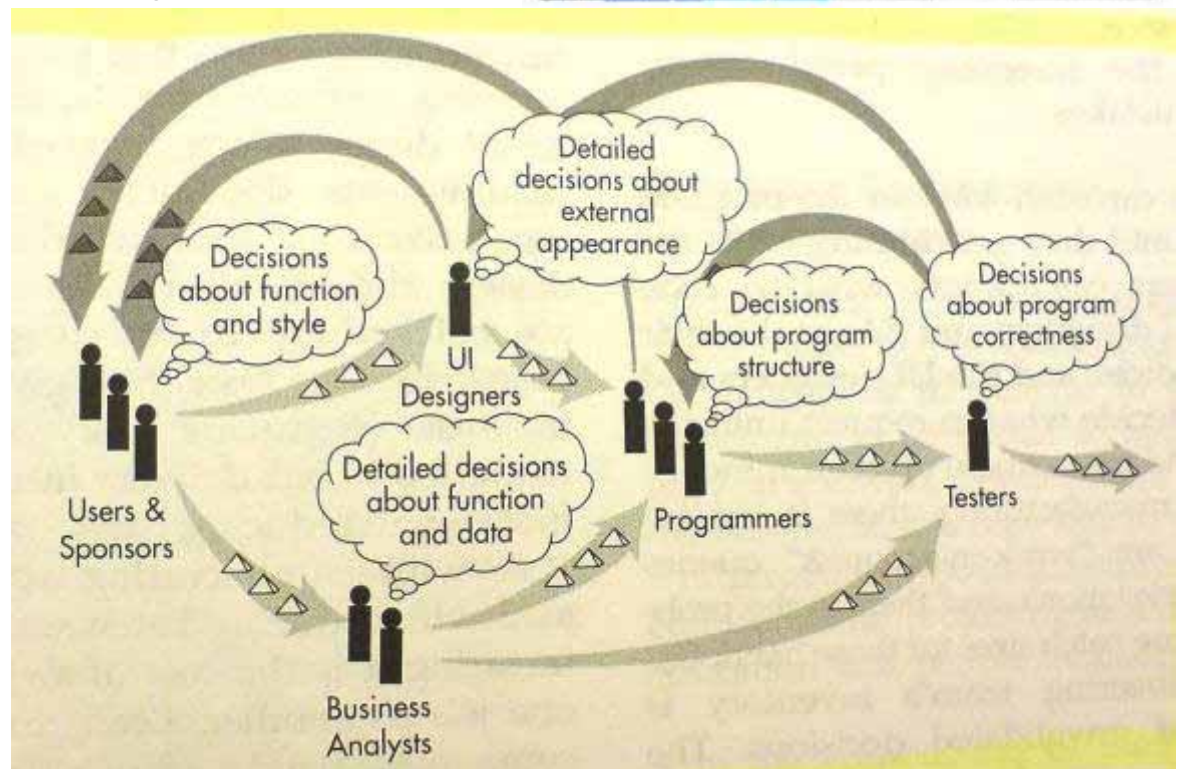 Detailed
decisions about
external
appearance
Decisions
about function
and style
Decisions
about program
structure
Decisions
about program
correctness
UI
Designers
Detailed decisions
about function
and data
Users &
Sponsors
Programmers
Testers
Business
Analysts